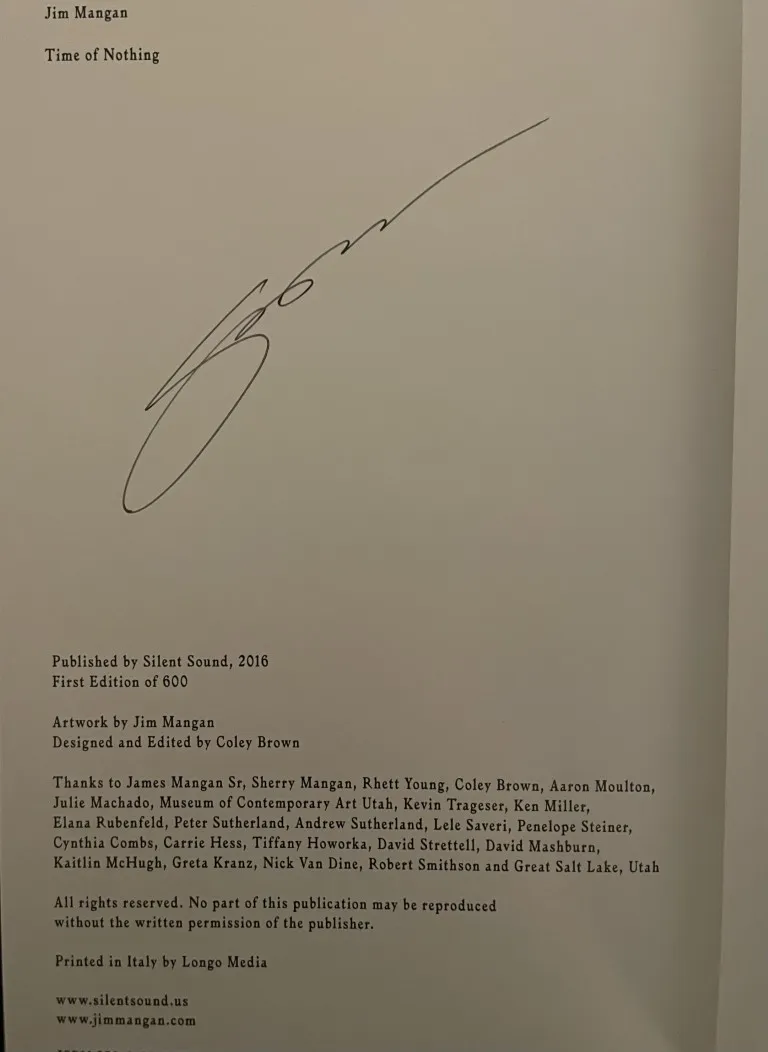 Jim Mangan
Time of Nothing
Published by Silent Sound, 2016
First Edition of 600
Artwork by Jim Mangan
Designed and Edited by Coley Brown
Thanks to James Mangan Sr, Sherry Mangan, Rhett Young, Coley Brown, Aaron Moulton,
Julie Machado, Museum of Contemporary Art Utah, Kevin Trageser, Ken Miller,
Elana Rubenfeld, Peter Sutherland, Andrew Sutherland, Lele Saveri, Penelope Steiner,
Cynthia Combs, Carrie Hess, Tiffany Howorka, David Strettell, David Mashburn,
Kaitlin McHugh, Greta Kranz, Nick Van Dine, Robert Smithson and Great Salt Lake, Utah
All rights reserved. No part of this publication may be reproduced
without the written permission of the publisher.
Printed in Italy by Longo Media
www.silentsound.us
www.jimmangan.com